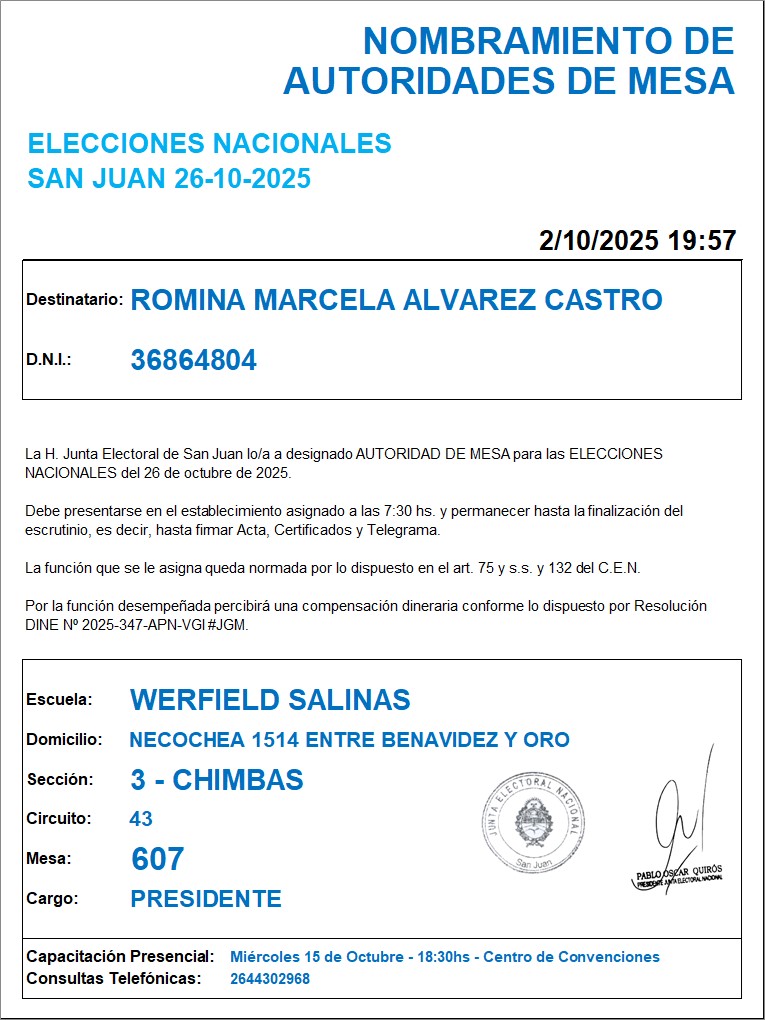 NOMBRAMIENTO DE
AUTORIDADES DE MESA
ELECCIONES NACIONALES
SAN JUAN 26-10-2025
2/10/2025 19:57
Destinatario: ROMINA MARCELA ALVAREZ CASTRO
D.N.I.: 36864804
La H. Junta Electoral de San Juan lo/a a designado AUTORIDAD DE MESA para las ELECCIONES
NACIONALES del 26 de octubre de 2025.
Debe presentarse en el establecimiento asignado a las 7:30 hs. y permanecer hasta la finalización del
escrutinio, es decir, hasta firmar Acta, Certificados y Telegrama.
La función que se le asigna queda normada por lo dispuesto en el art. 75 y s.s. y 132 del C.E.N.
Por la función desempeñada percibirá una compensación dineraria conforme lo dispuesto por Resolución
DINE Nº 2025-347-APN-VGI#JGM.
Escuela: WERFIELD SALINAS
Domicilio: NECOCHEA 1514 ENTRE BENAVIDEZ Y ORO
Sección: 3 - CHIMBAS
Circuito: 43
Mesa: 607
Cargo: PRESIDENTE
JUNTA ELECTORAL NACIONAL
San Juan
PABLO OSCAR QUIRÓS
PRESIDENTE JUNTA ELECTORAL NACIONAL
Capacitación Presencial: Miércoles 15 de Octubre - 18:30hs - Centro de Convenciones
Consultas Telefónicas: 2644302968